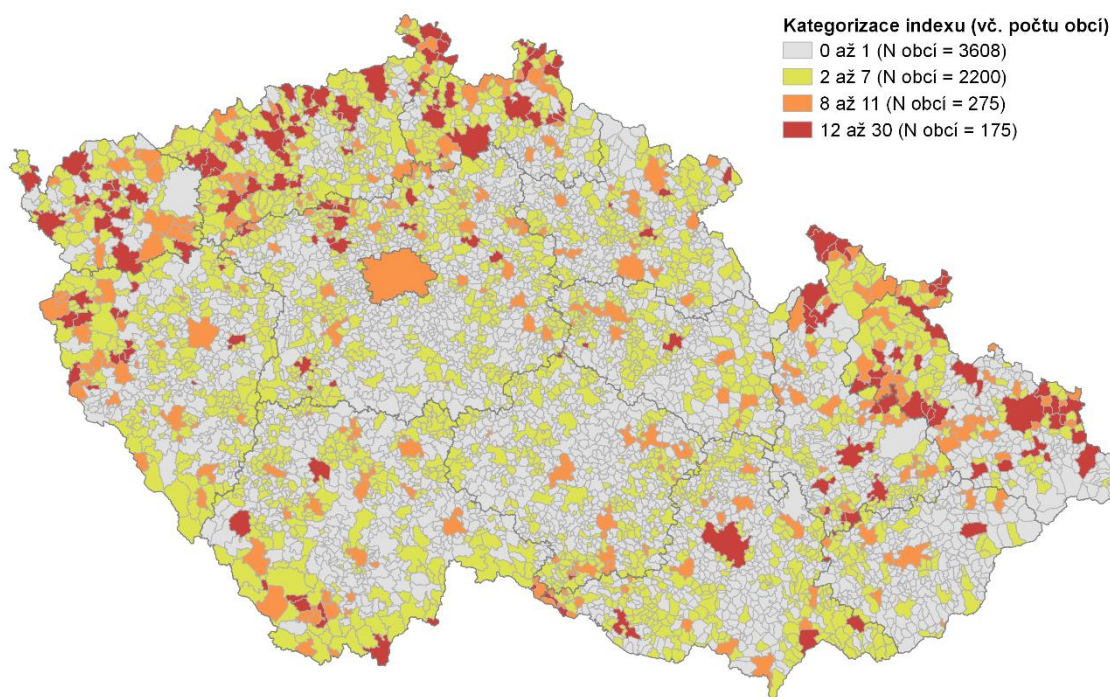 Kategorizace indexu (vč. počtu obcí)
0 až 1 (N obcí = 3608)
2 až 7 (N obcí = 2200)
8 až 11 (N obcí = 275)
12 až 30 (N obcí = 175)